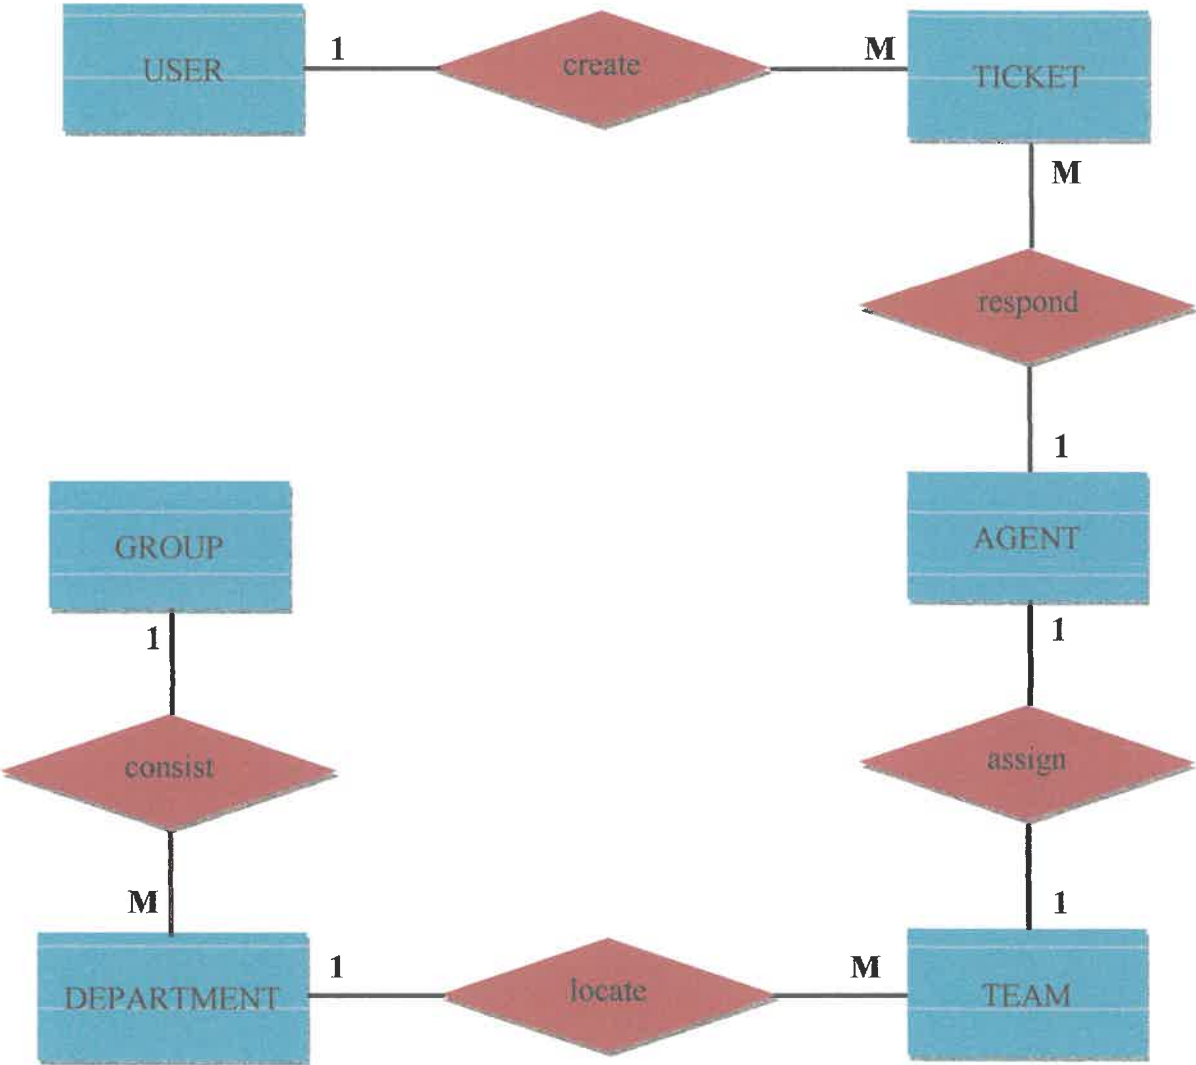 USER 1 create M TICKET
M
respond
1
GROUP AGENT
1 1
consist assign
M 1
DEPARTMENT 1 locate M TEAM